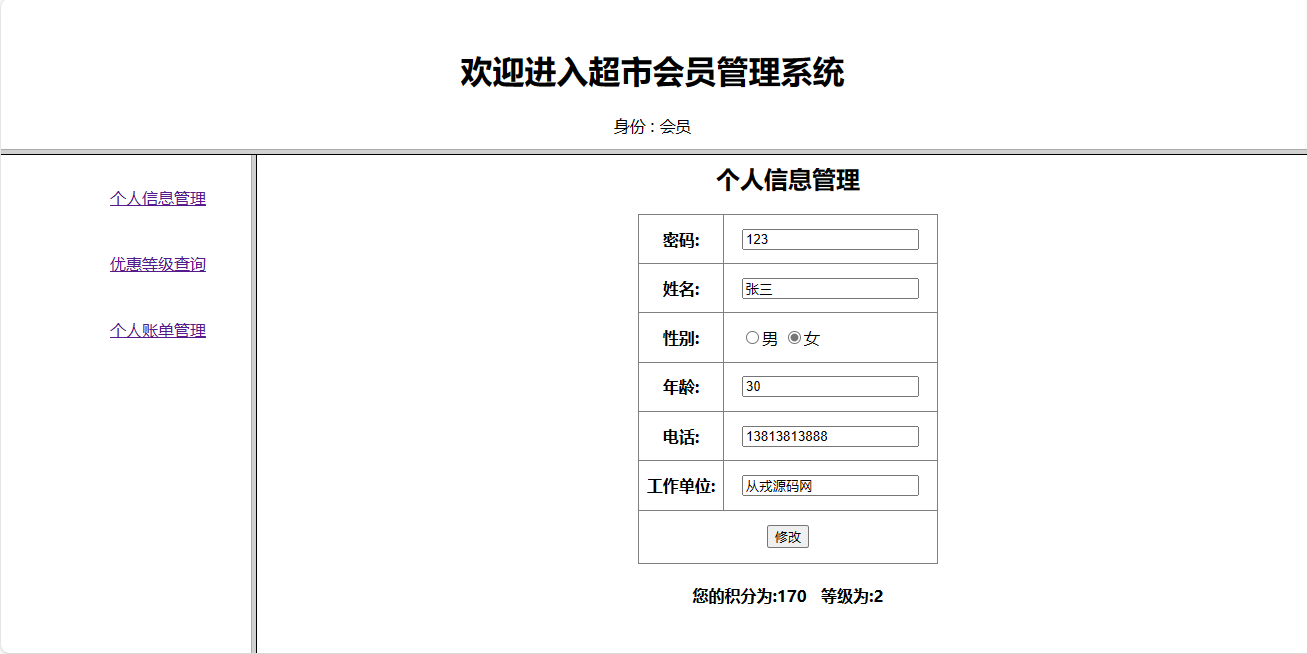 欢迎进入超市会员管理系统
身份：会员
个人信息管理
优惠等级查询
个人账单管理
个人信息管理
密码: 123
姓名: 张三
性别: 男 女
年龄: 30
电话: 13813813888
工作单位: 从戎源码网
修改
您的积分为:170 等级为:2